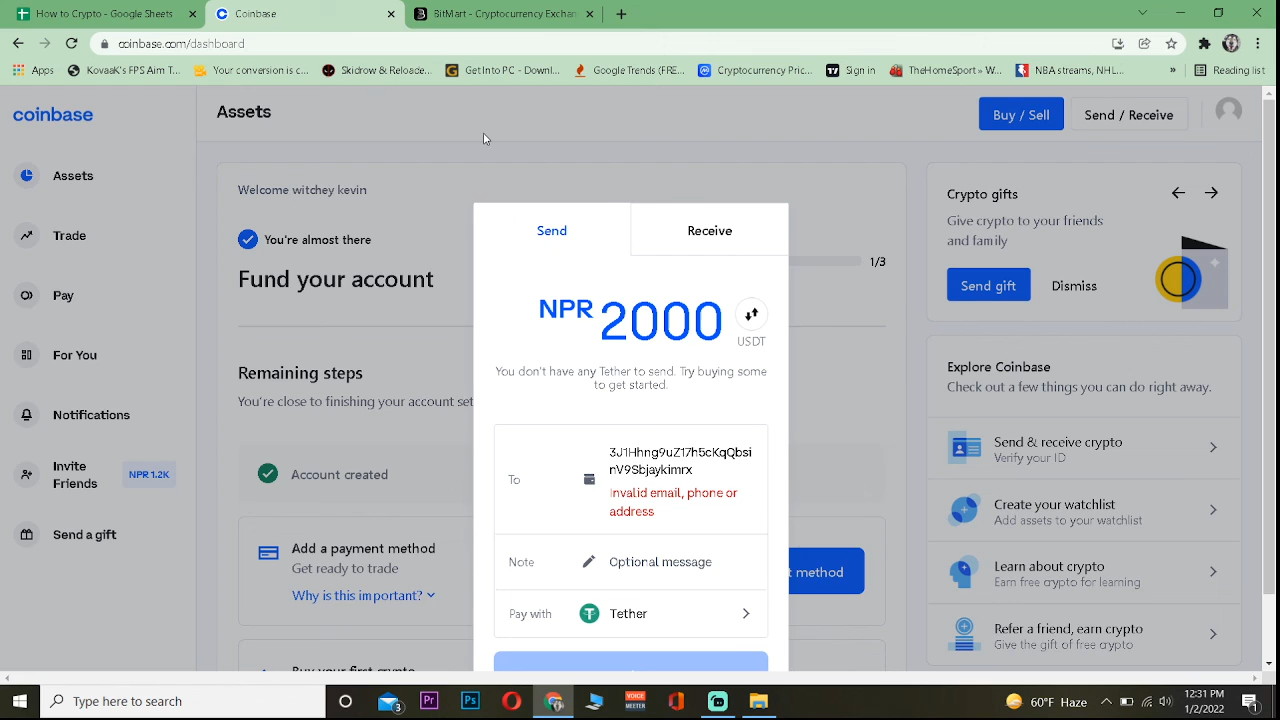 How to Crypto - Google Sheets
Coinbase
BitMart - Cryptocurrency Exchan
coinbase.com/dashboard
Apps
KovaaK's FPS Aim T...
Your conversion is c...
Skidrow & Reloade...
Get Into PC - Downl...
Google Trends (FRE...
Cryptocurrency Pric...
Sign in
TheHomeSport » W...
NBA streams, NHL...
»
Reading list
coinbase
Assets
Buy / Sell
Send / Receive
Assets
Trade
Pay
For You
Notifications
Invite
Friends
NPR 1.2K
Send a gift
Welcome witchey kevin
You're almost there
1/3
Fund your account
Remaining steps
You're close to finishing your account set
Account created
Add a payment method
Get ready to trade
Why is this important?
t method
Send
Receive
NPR 2000
USDT
You don't have any Tether to send. Try buying some
to get started.
To
3J1Hhng9uZ17h5cKqQbsi
nV9Sbjaykimrx
Invalid email, phone or
address
Note
Optional message
Pay with
Tether
Crypto gifts
Give crypto to your friends
and family
Send gift
Dismiss
Explore Coinbase
Check out a few things you can do right away.
Send & receive crypto
Verify your ID
Create your watchlist
Add assets to your watchlist
Learn about crypto
Earn free crypto for learning
Refer a friend, earn crypto
Give the gift of free crypto
Type here to search
3
Pr
Ps
VOICE
MEETER
60°F Haze
12:31 PM
1/2/2022